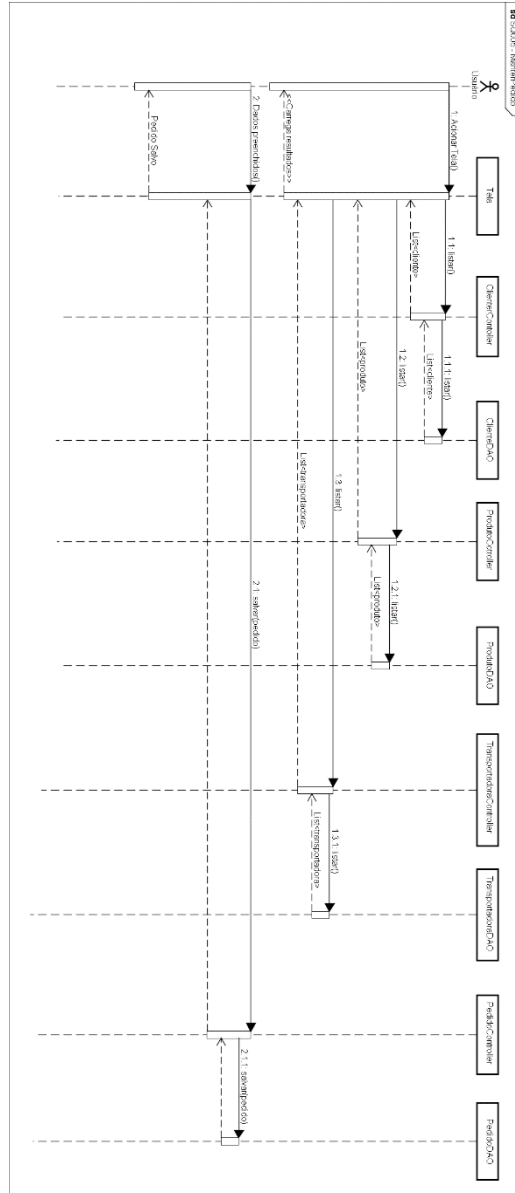 Usuário
Tela
ClienteController
ClienteDAO
ProdutoCotroller
ProdutoDAO
TransportadoraController
TransportadoraDAO
PedidoController
PedidoDAO
1: Acionar Tela()
1.1: listar()
1.1.1: listar()
List<cliente>
List<cliente>
1.2: listar()
1.2.1: listar()
List<produto>
List<produto>
1.3: listar()
1.3.1: listar()
List<transportadora>
List<transportadora>
<<Carrega resultados>>
2: Dados preenchidos()
2.1: salvar(pedido)
2.1.1: salvar(pedido)
Pedido Salvo